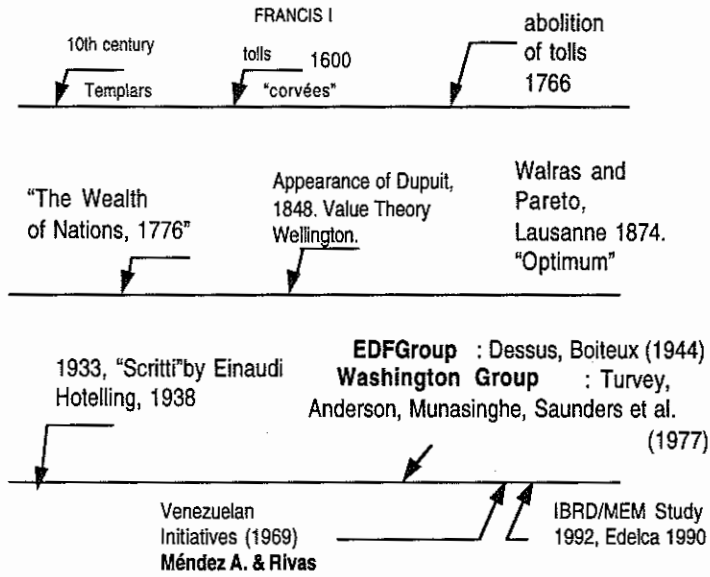 FRANCIS I
10th century
Templars
tolls 1600
"corvées"
abolition
of tolls
1766
"The Wealth
of Nations, 1776"
Appearance of Dupuit,
1848. Value Theory
Wellington.
Walras and
Pareto,
Lausanne 1874.
"Optimum"
1933, "Scritti"by Einaudi
Hotelling, 1938
EDFGroup : Dessus, Boiteux (1944)
Washington Group : Turvey,
Anderson, Munasinghe, Saunders et al.
(1977)
Venezuelan
Initiatives (1969)
Méndez A. & Rivas
IBRD/MEM Study
1992, Edelca 1990